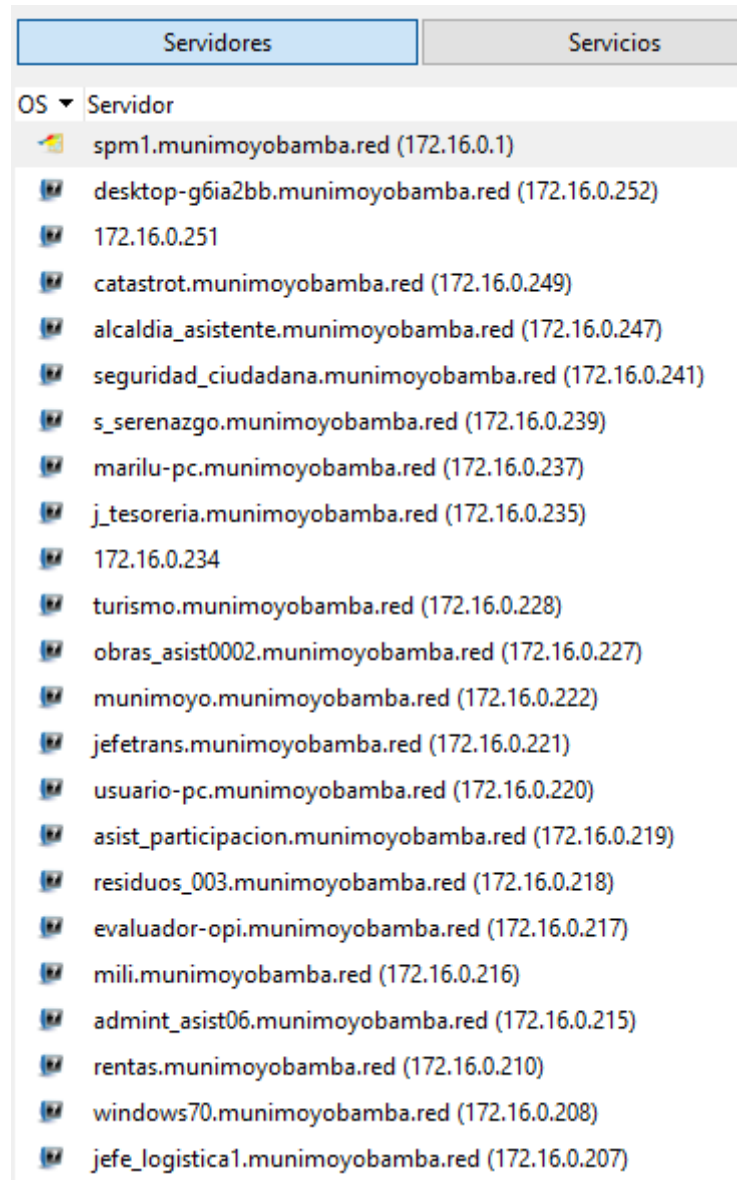 Servidores Servicios
OS Servidor
spm1.munimoyobamba.red (172.16.0.1)
desktop-g6ia2bb.munimoyobamba.red (172.16.0.252)
172.16.0.251
catastrot.munimoyobamba.red (172.16.0.249)
alcaldia_asistente.munimoyobamba.red (172.16.0.247)
seguridad_ciudadana.munimoyobamba.red (172.16.0.241)
s_serenazgo.munimoyobamba.red (172.16.0.239)
marilu-pc.munimoyobamba.red (172.16.0.237)
j_tesoreria.munimoyobamba.red (172.16.0.235)
172.16.0.234
turismo.munimoyobamba.red (172.16.0.228)
obras_asist0002.munimoyobamba.red (172.16.0.227)
munimoyo.munimoyobamba.red (172.16.0.222)
jefetrans.munimoyobamba.red (172.16.0.221)
usuario-pc.munimoyobamba.red (172.16.0.220)
asist_participacion.munimoyobamba.red (172.16.0.219)
residuos_003.munimoyobamba.red (172.16.0.218)
evaluador-opi.munimoyobamba.red (172.16.0.217)
mili.munimoyobamba.red (172.16.0.216)
admint_asist06.munimoyobamba.red (172.16.0.215)
rentas.munimoyobamba.red (172.16.0.210)
windows70.munimoyobamba.red (172.16.0.208)
jefe_logistica1.munimoyobamba.red (172.16.0.207)